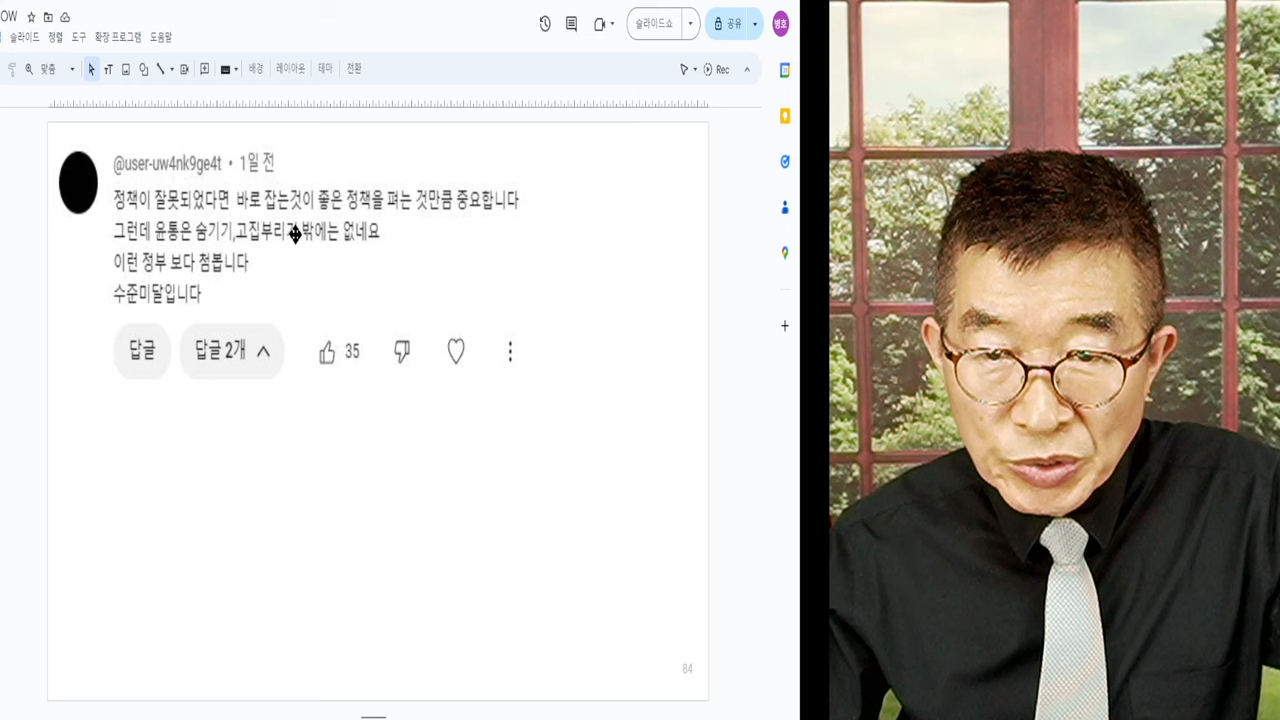 OW
슬라이드 정렬 도구 확장 프로그램 도움말
슬라이드쇼
공유
병호
맞춤
배경 레이아웃 테마 전환
Rec
@user-uw4nk9ge4t • 1일 전
정책이 잘못되었다면 바로 잡는것이 좋은 정책을 펴는 것만큼 중요합니다
그런데 윤통은 숨기기,고집부리기 밖에는 없네요
이런 정부 보다 첨봅니다
수준미달입니다
답글 답글 2개 35
84